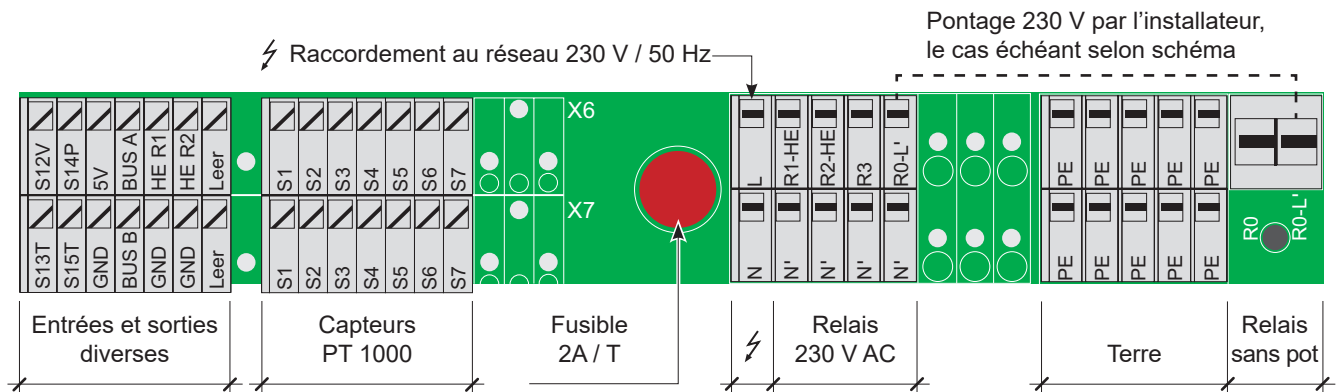 Pontage 230 V par l'installateur,
le cas échéant selon schéma
Raccordement au réseau 230 V / 50 Hz
S12V S14P 5V BUS A HE R1 HE R2 Leer
S1 S2 S3 S4 S5 S6 S7
X6
L R1-HE R2-HE R3 R0-L'
PE PE PE PE PE
S13T S15T GND BUS B GND GND Leer
S1 S2 S3 S4 S5 S6 S7
X7
N N' N' N' N'
PE PE PE PE PE
R0 R0-L'
Entrées et sorties
diverses
Capteurs
PT 1000
Fusible
2A / T
Relais
230 V AC
Terre
Relais
sans pot